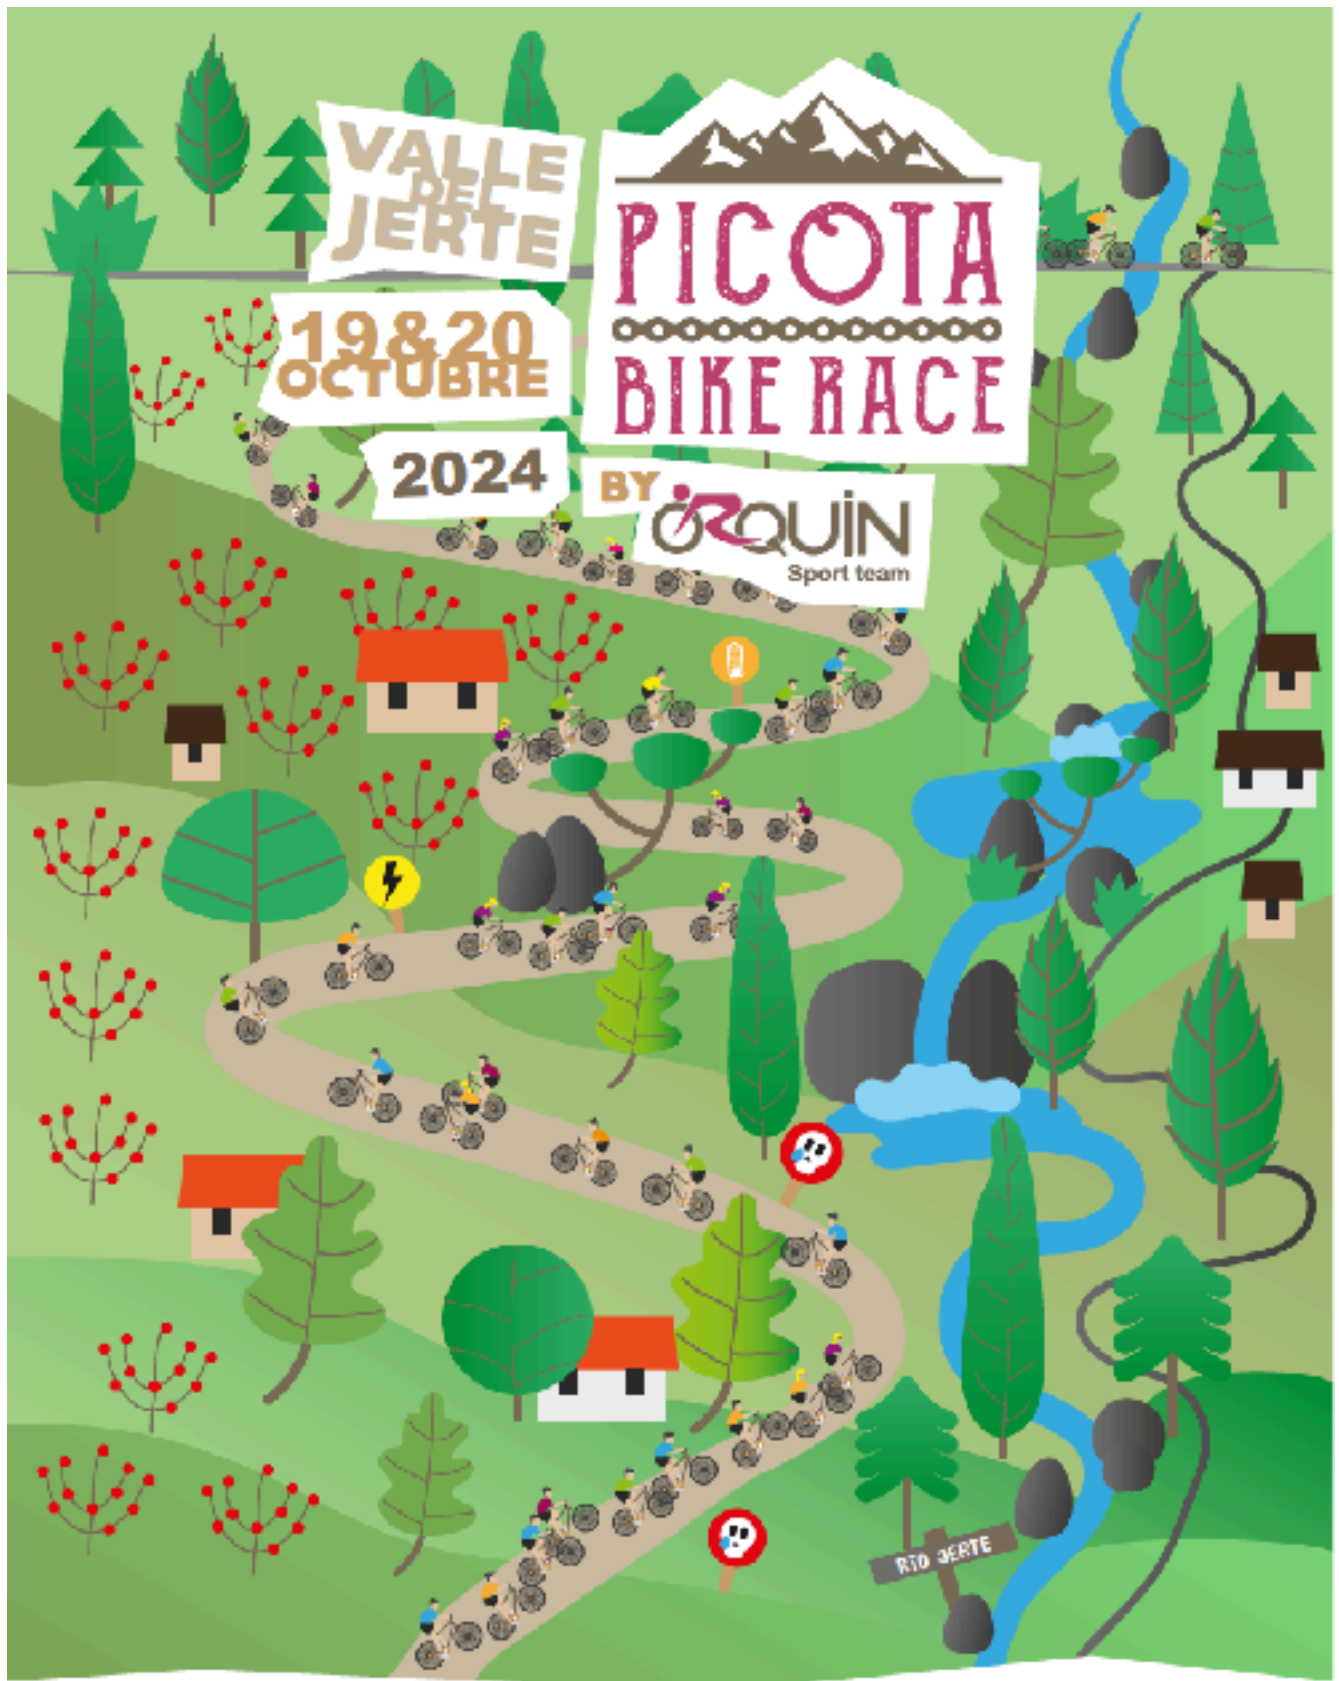 VALLE
DEL
JERTE
19&20
OCTUBRE
2024
PICOTA
BIKE RACE
BY
ORQUIN
Sport team
RIO JERTE